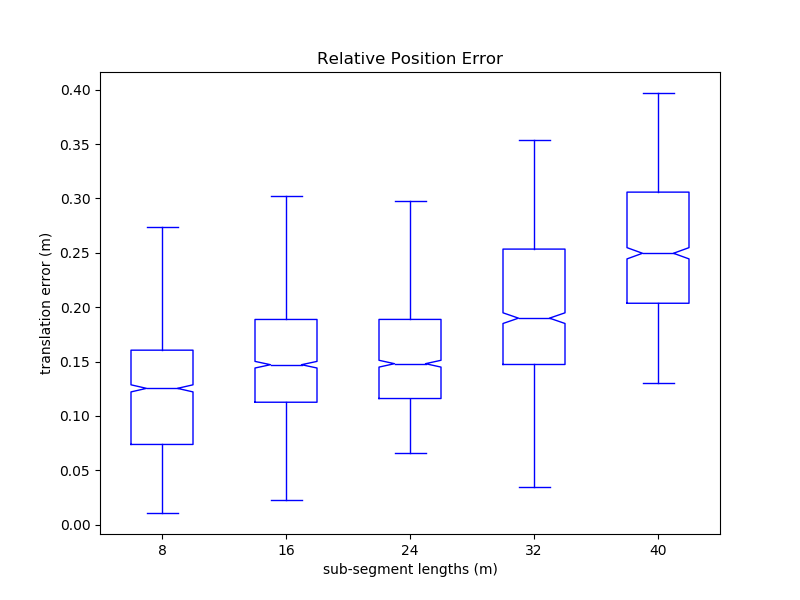 Relative Position Error
0.40
0.35
0.30
0.25
0.20
0.15
0.10
0.05
0.00
translation error (m)
8 16 24 32 40
sub-segment lengths (m)